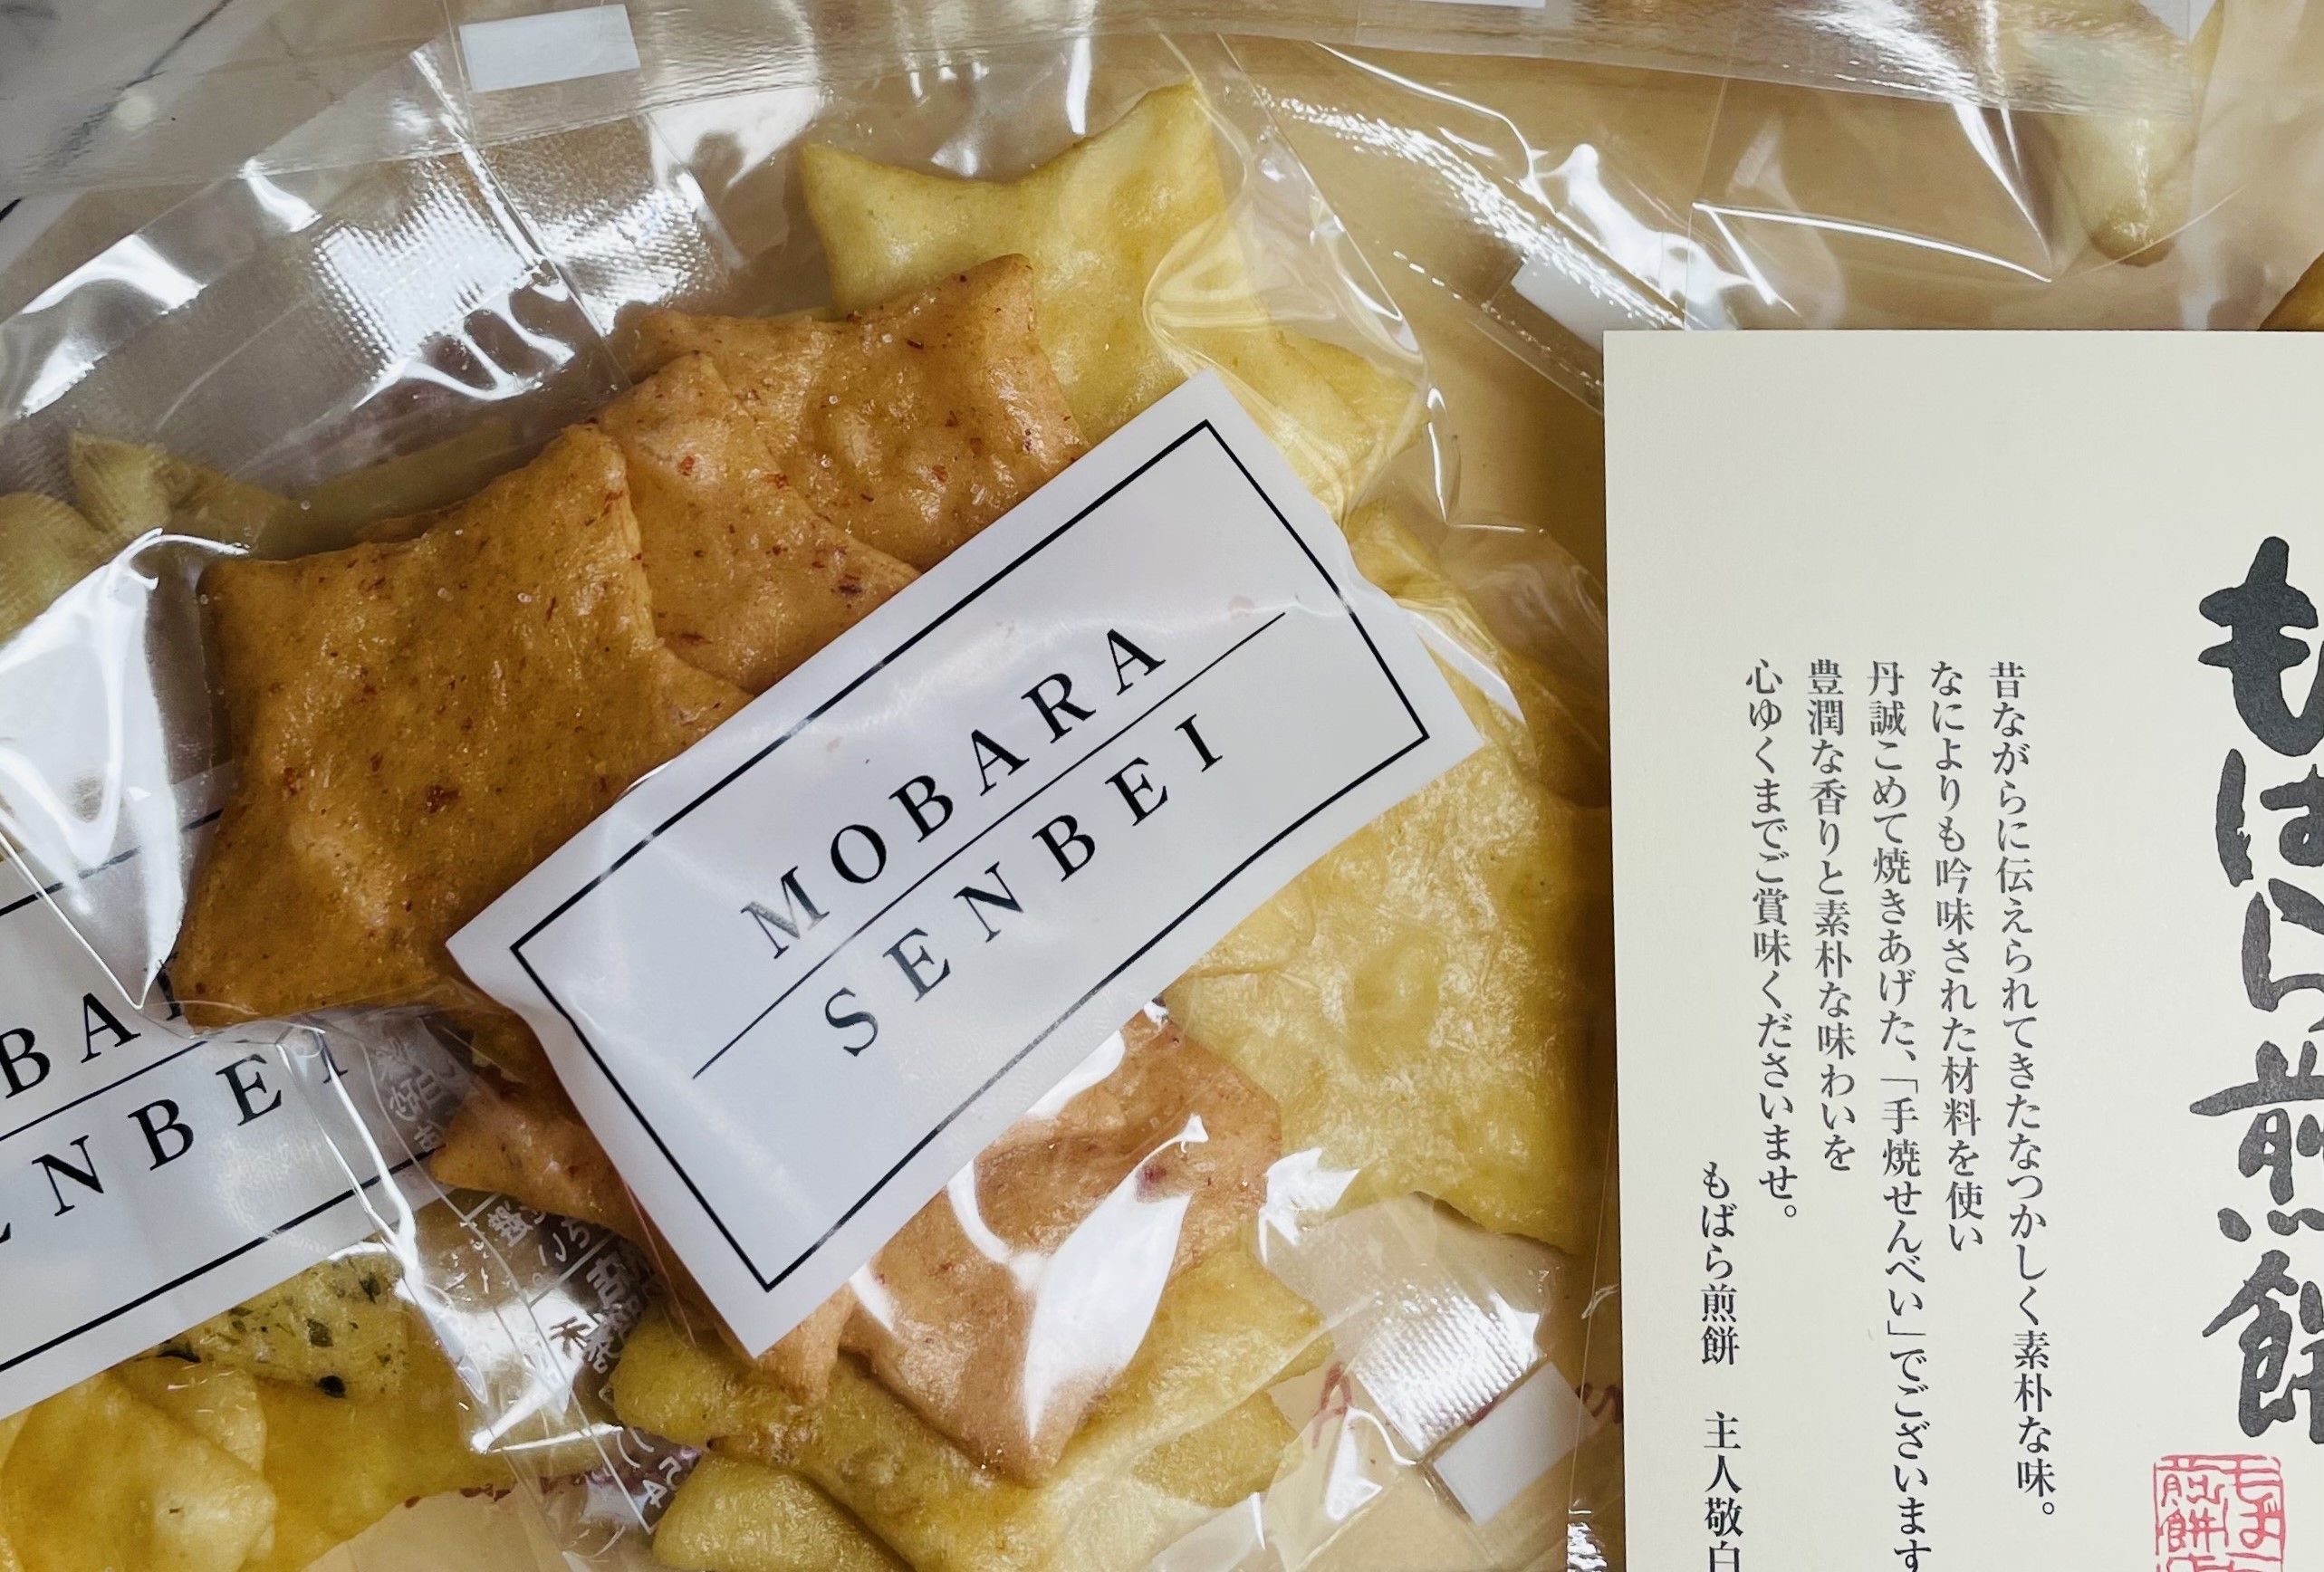 MOBARA
SENBEI
BA
ENBEI
もばら煎餅
昔ながらに伝えられてきたなつかしく素朴な味。
なによりも吟味された材料を使い
丹誠こめて焼きあげた、「手焼せんべい」でございます
豊潤な香りと素朴な味わいを
心ゆくまでご賞味くださいませ。
もばら煎餅 主人敬白